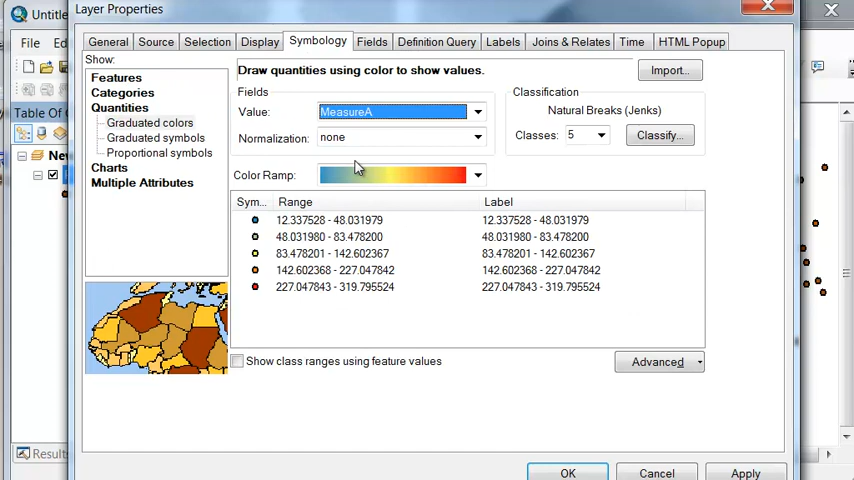 Untitle
Layer Properties
File Ed
General Source Selection Display Symbology Fields Definition Query Labels Joins & Relates Time HTML Popup
Show:
Features
Categories
Quantities
Graduated colors
Graduated symbols
Proportional symbols
Charts
Multiple Attributes
Draw quantities using color to show values.
Import...
Fields
Value: MeasureA
Normalization: none
Classification
Natural Breaks (Jenks)
Classes: 5 Classify...
Color Ramp:
Sym... Range Label
12.337528 - 48.031979 12.337528 - 48.031979
48.031980 - 83.478200 48.031980 - 83.478200
83.478201 - 142.602367 83.478201 - 142.602367
142.602368 - 227.047842 142.602368 - 227.047842
227.047843 - 319.795524 227.047843 - 319.795524
Show class ranges using feature values
Advanced
OK Cancel Apply
Table Of C
New
Results